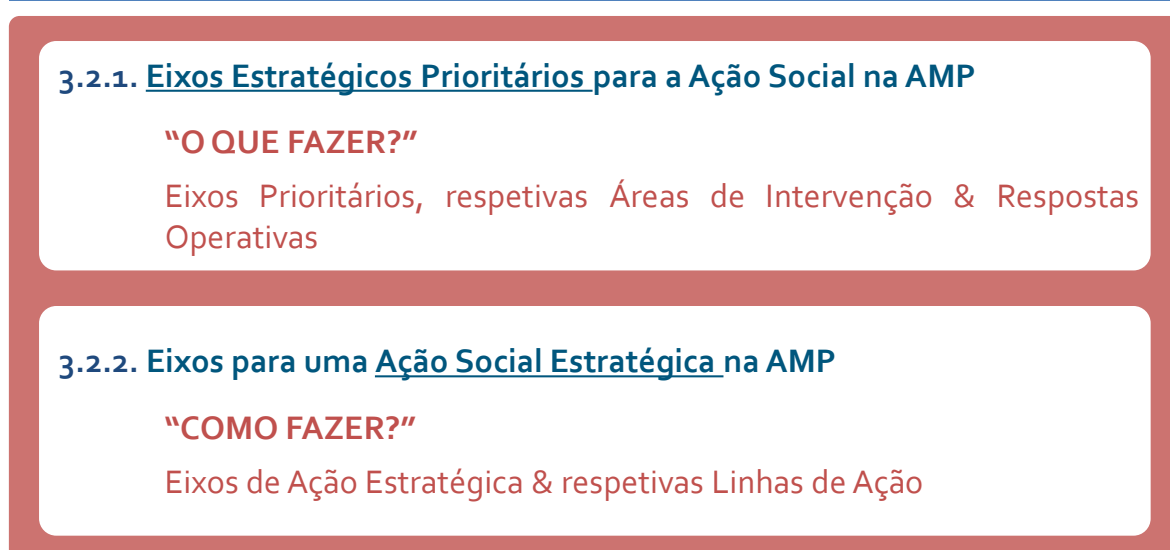 3.2.1. Eixos Estratégicos Prioritários para a Ação Social na AMP
“O QUE FAZER?”
Eixos Prioritários, respetivas Áreas de Intervenção & Respostas
Operativas
3.2.2. Eixos para uma Ação Social Estratégica na AMP
“COMO FAZER?”
Eixos de Ação Estratégica & respetivas Linhas de Ação